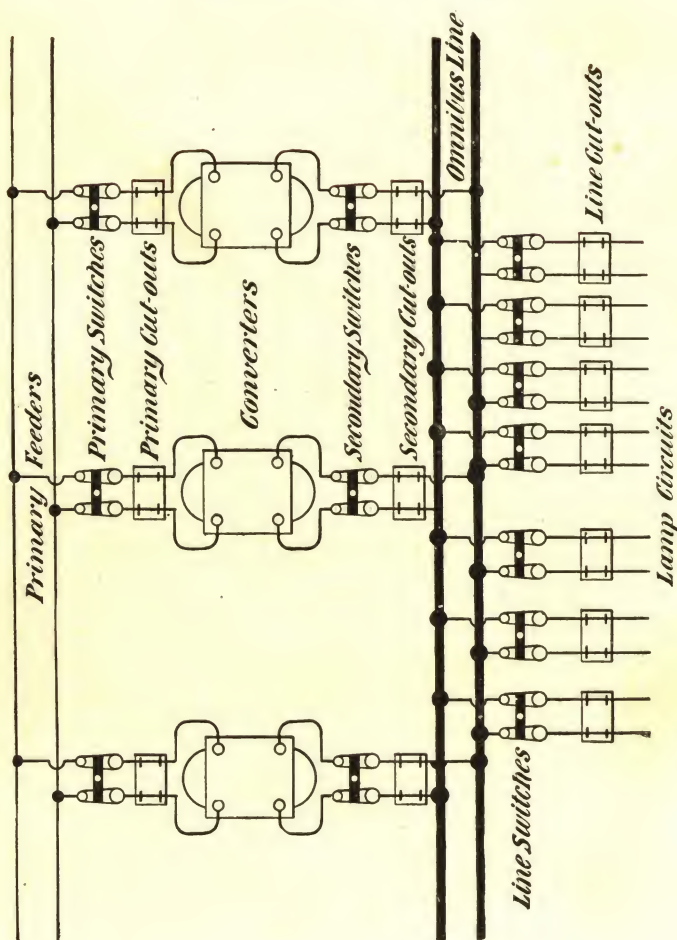 Primary Feeders
Primary Switches
Primary Cut-outs
Converters
Secondary Switches
Secondary Cut-outs
Omnibus Line
Line Switches
Line Cut-outs
Lamp Circuits